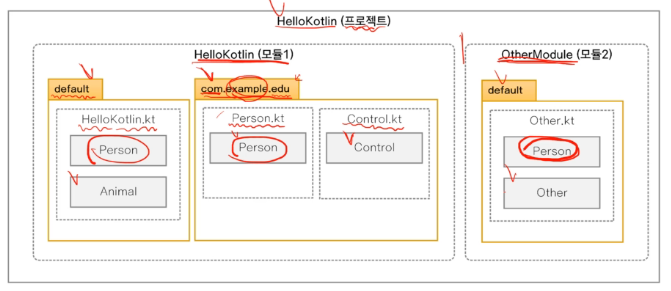 HelloKotlin (프로젝트)
HelloKotlin (모듈1)
OtherModule (모듈2)
default
com.example.edu
default
HelloKotlin.kt
Person
Animal
Person.kt
Person
Control.kt
Control
Other.kt
Person
Other